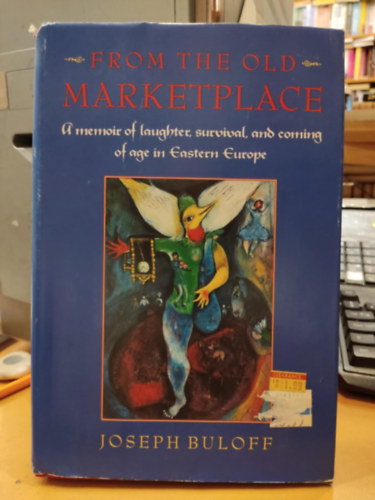 FROM THE OLD
MARKETPLACE
A memoir of laughter, survival, and coming
of age in Eastern Europe
JOSEPH BULOFF